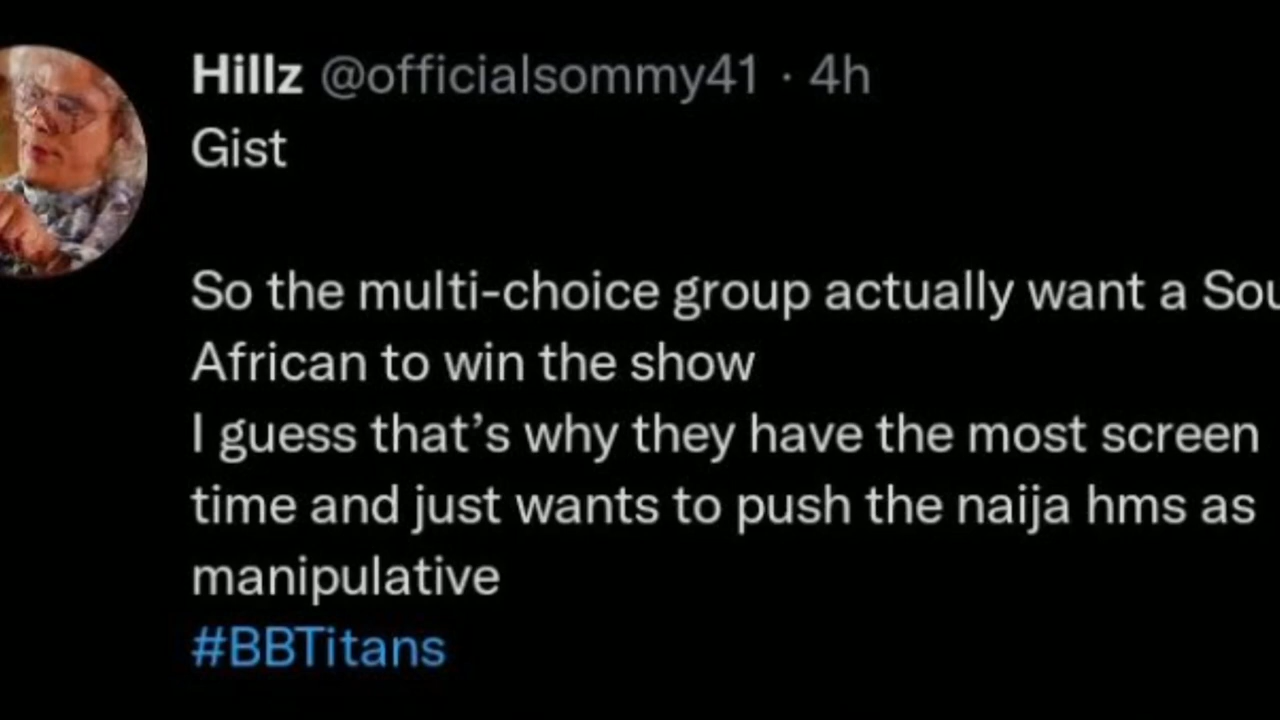 Hillz @officialsommy41 · 4h
Gist
So the multi-choice group actually want a
African to win the show
I guess that’s why they have the most screen
time and just wants to push the naija hms as
manipulative
#BBTitans